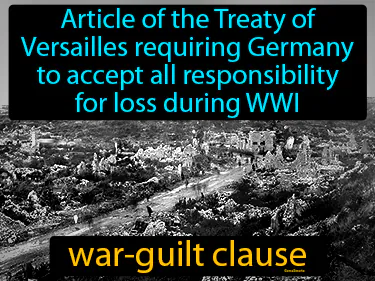 Article of the Treaty of
Versailles requiring Germany
to accept all responsibility
for loss during WWI
war-guilt clause